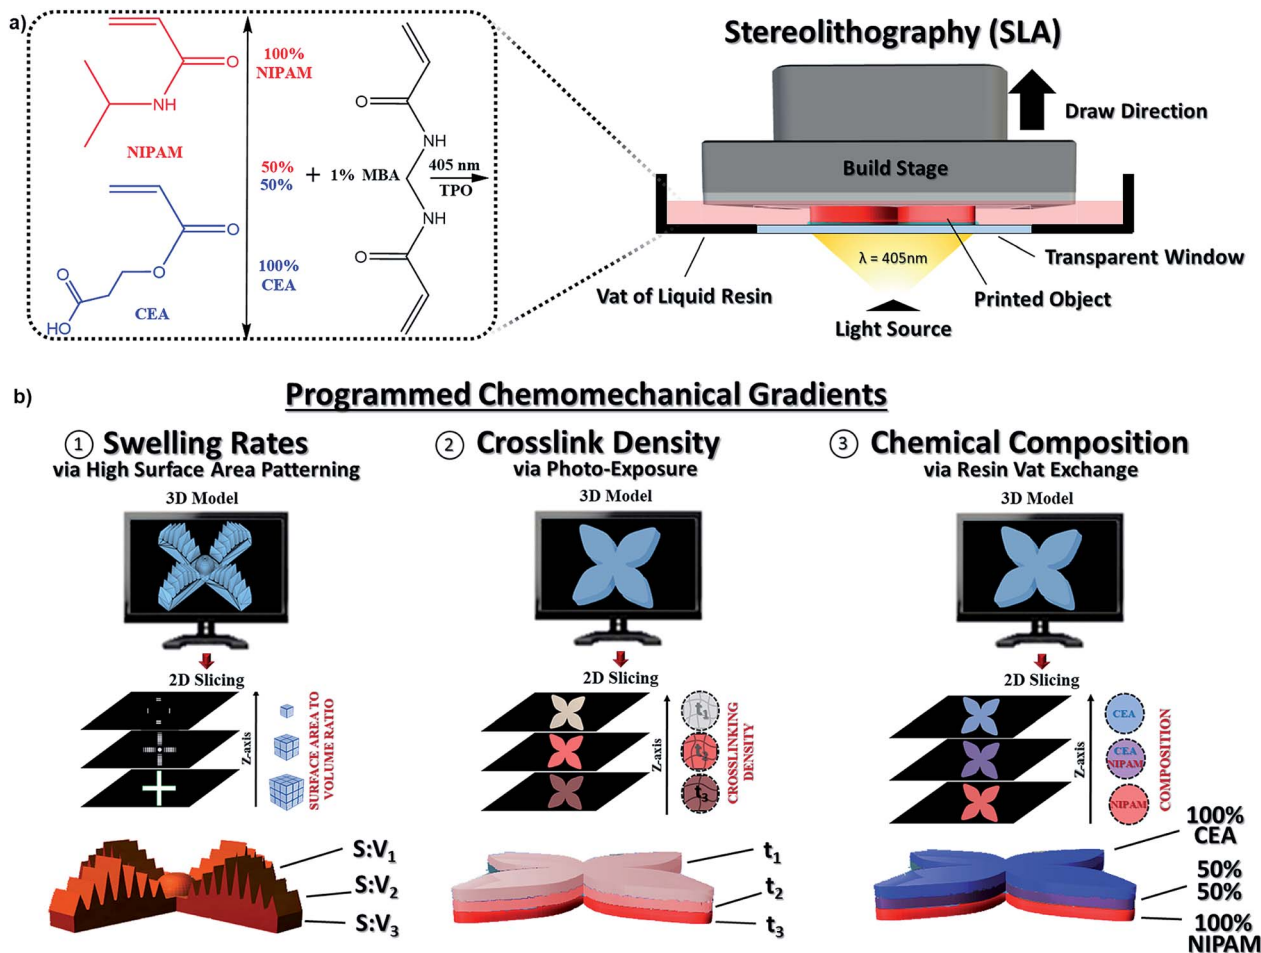 a)
NH
O
NIPAM
O
O
O
HO
CEA
100%
NIPAM
50%
50%
100%
CEA
+ 1% MBA
O
NH
NH
O
405 nm
TPO
Stereolithography (SLA)
Draw Direction
Build Stage
λ = 405nm
Transparent Window
Vat of Liquid Resin
Printed Object
Light Source
b)
Programmed Chemomechanical Gradients
1 Swelling Rates
via High Surface Area Patterning
3D Model
2D Slicing
Z-axis
SURFACE AREA TO
VOLUME RATIO
S:V1
S:V2
S:V3
2 Crosslink Density
via Photo-Exposure
3D Model
2D Slicing
Z-axis
t1
t2
t3
CROSSLINKING
DENSITY
t1
t2
t3
3 Chemical Composition
via Resin Vat Exchange
3D Model
2D Slicing
Z-axis
CEA
CEA
NIPAM
NIPAM
COMPOSITION
100%
CEA
50%
50%
100%
NIPAM